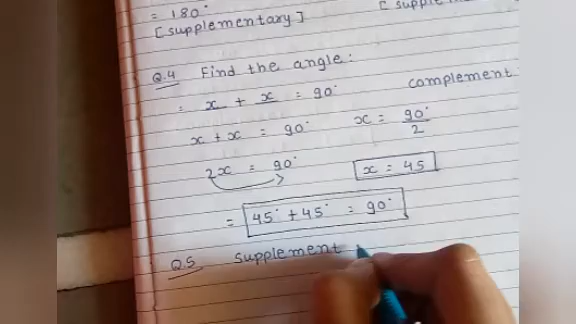 = 180°
[supplementary]
[supple
Q.4 Find the angle:
= x + x = 90° complement
x + x = 90° x = 90°/2
2x = 90° x = 45
= 45° + 45° = 90°
Q.5 supplement